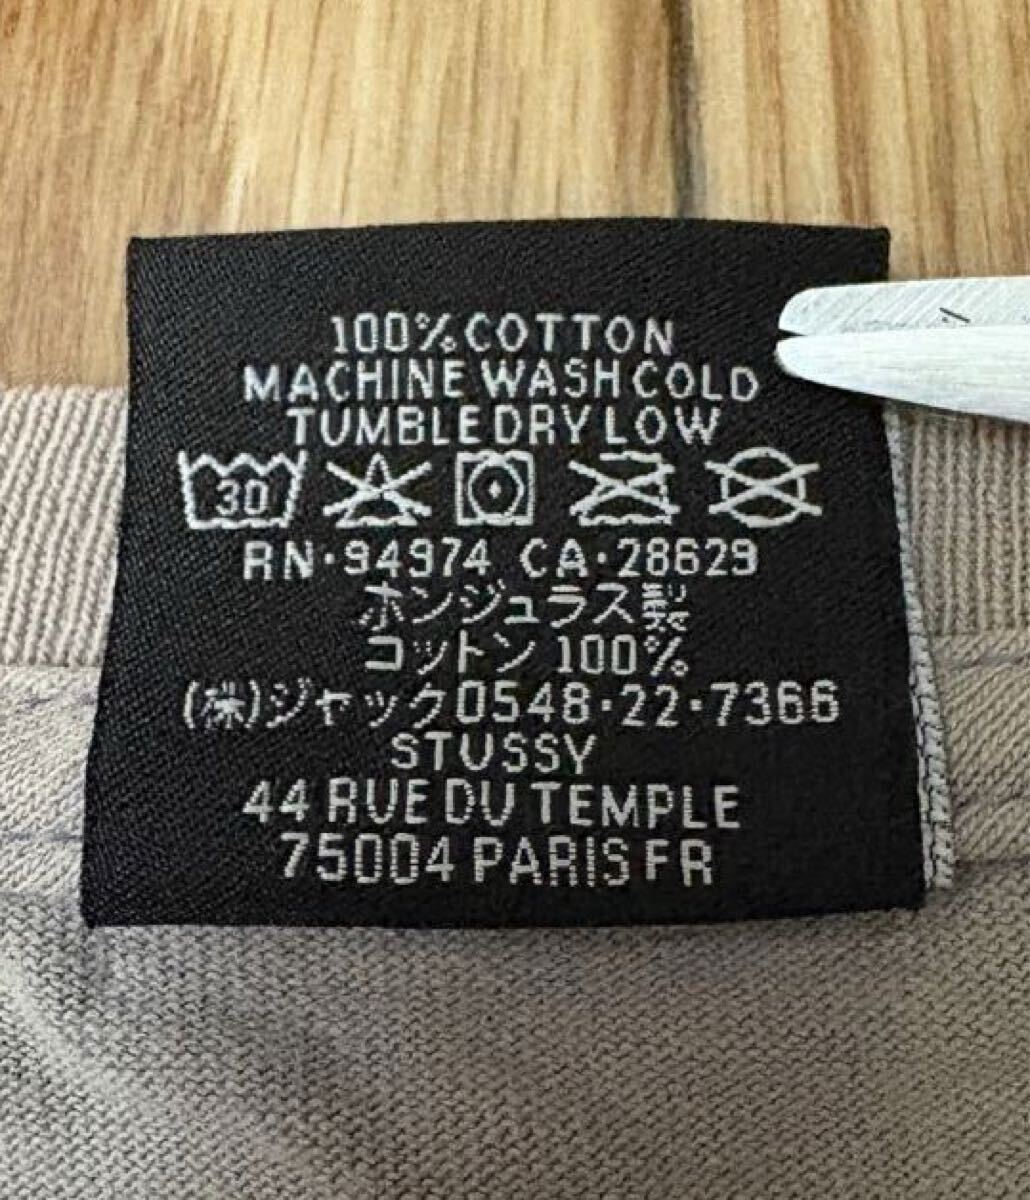 100% COTTON
MACHINE WASH COLD
TUMBLE DRY LOW
30
RN·94974 CA·28629
ホンジュラス製
コットン 100%
(株)ジャック0548·22·7366
STUSSY
44 RUE DU TEMPLE
75004 PARIS FR